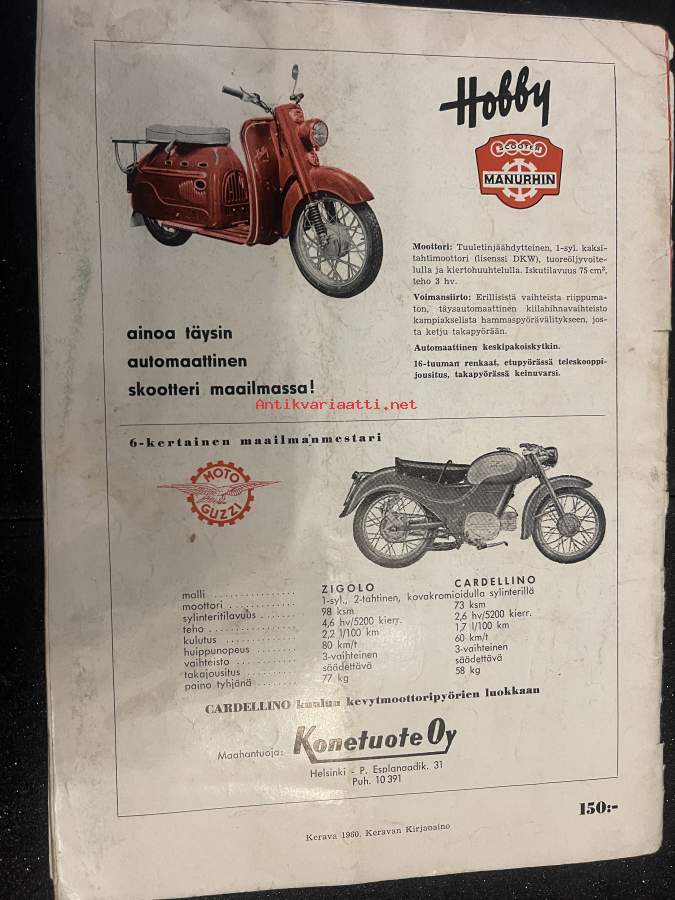 Hobby
SCOOTER
MANURHIN
Moottori: Tuuletinjäähdytteinen, 1-syl. kaksi-
tahtimoottori (lisenssi DKW), tuoreöljyvoite-
lulla ja kiertohuuhtelulla. Iskutilavuus 75 cm³,
teho 3 hv.
Voimansiirto: Erillisistä vaihteista riippuma-
ton, täysautomaattinen kiilahihnavaihteisto
kampiakselista hammaspyörävälitykseen, jos-
ta ketju takapyörään.
Automaattinen keskipakoiskytkin.
16-tuuman renkaat, etupyörässä teleskooppi-
jousitus, takapyörässä keinuvarsi.
ainoa täysin
automaattinen
skootteri maailmassa!
Antikvariaatti.net
6-kertainen maailmanmestari
MOTO
GUZZI
malli . . . . . . . . . . . . ZIGOLO CARDELLINO
moottori . . . . . . . . . . 1-syl., 2-tahtinen, kovakromioidulla sylinterillä
sylinteritilavuus . . . . . . 98 ksm 73 ksm
teho . . . . . . . . . . . . 4,6 hv/5200 kierr. 2,6 hv/5200 kierr.
kulutus . . . . . . . . . . 2,2 l/100 km 1,7 l/100 km
huippunopeus . . . . . . 80 km/t 60 km/t
vaihteisto . . . . . . . . . 3-vaihteinen 3-vaihteinen
takajousitus . . . . . . . . säädettävä säädettävä
paino tyhjänä . . . . . . . 77 kg 58 kg
CARDELLINO kuuluu kevytmoottoripyörien luokkaan
Maahantuoja: Konetuote Oy
Helsinki - P. Esplanaadik. 31
Puh. 10 391
150:-
Kerava 1960. Keravan Kirjapaino